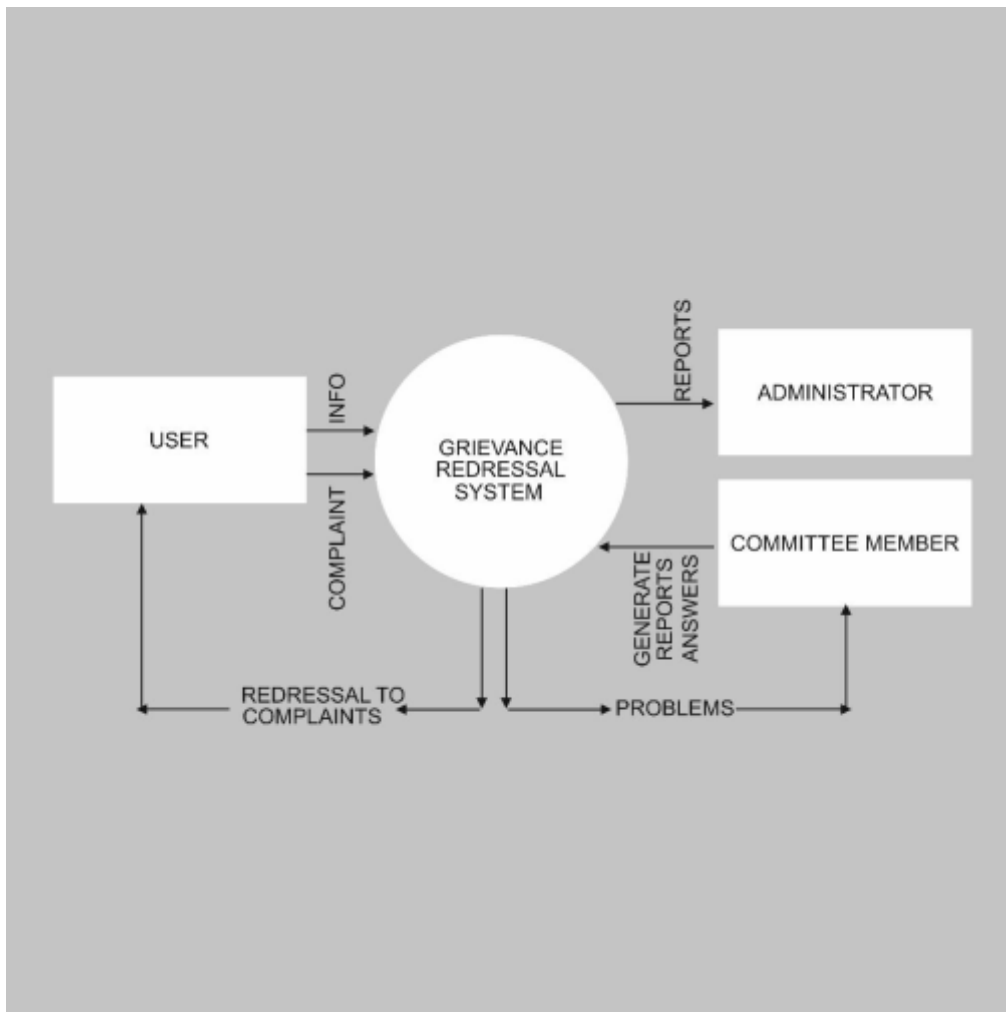 REPORTS
ADMINISTRATOR
INFO
USER
GRIEVANCE
REDRESSAL
SYSTEM
COMPLAINT
COMMITTEE MEMBER
GENERATE
REPORTS
ANSWERS
REDRESSAL TO
COMPLAINTS
PROBLEMS